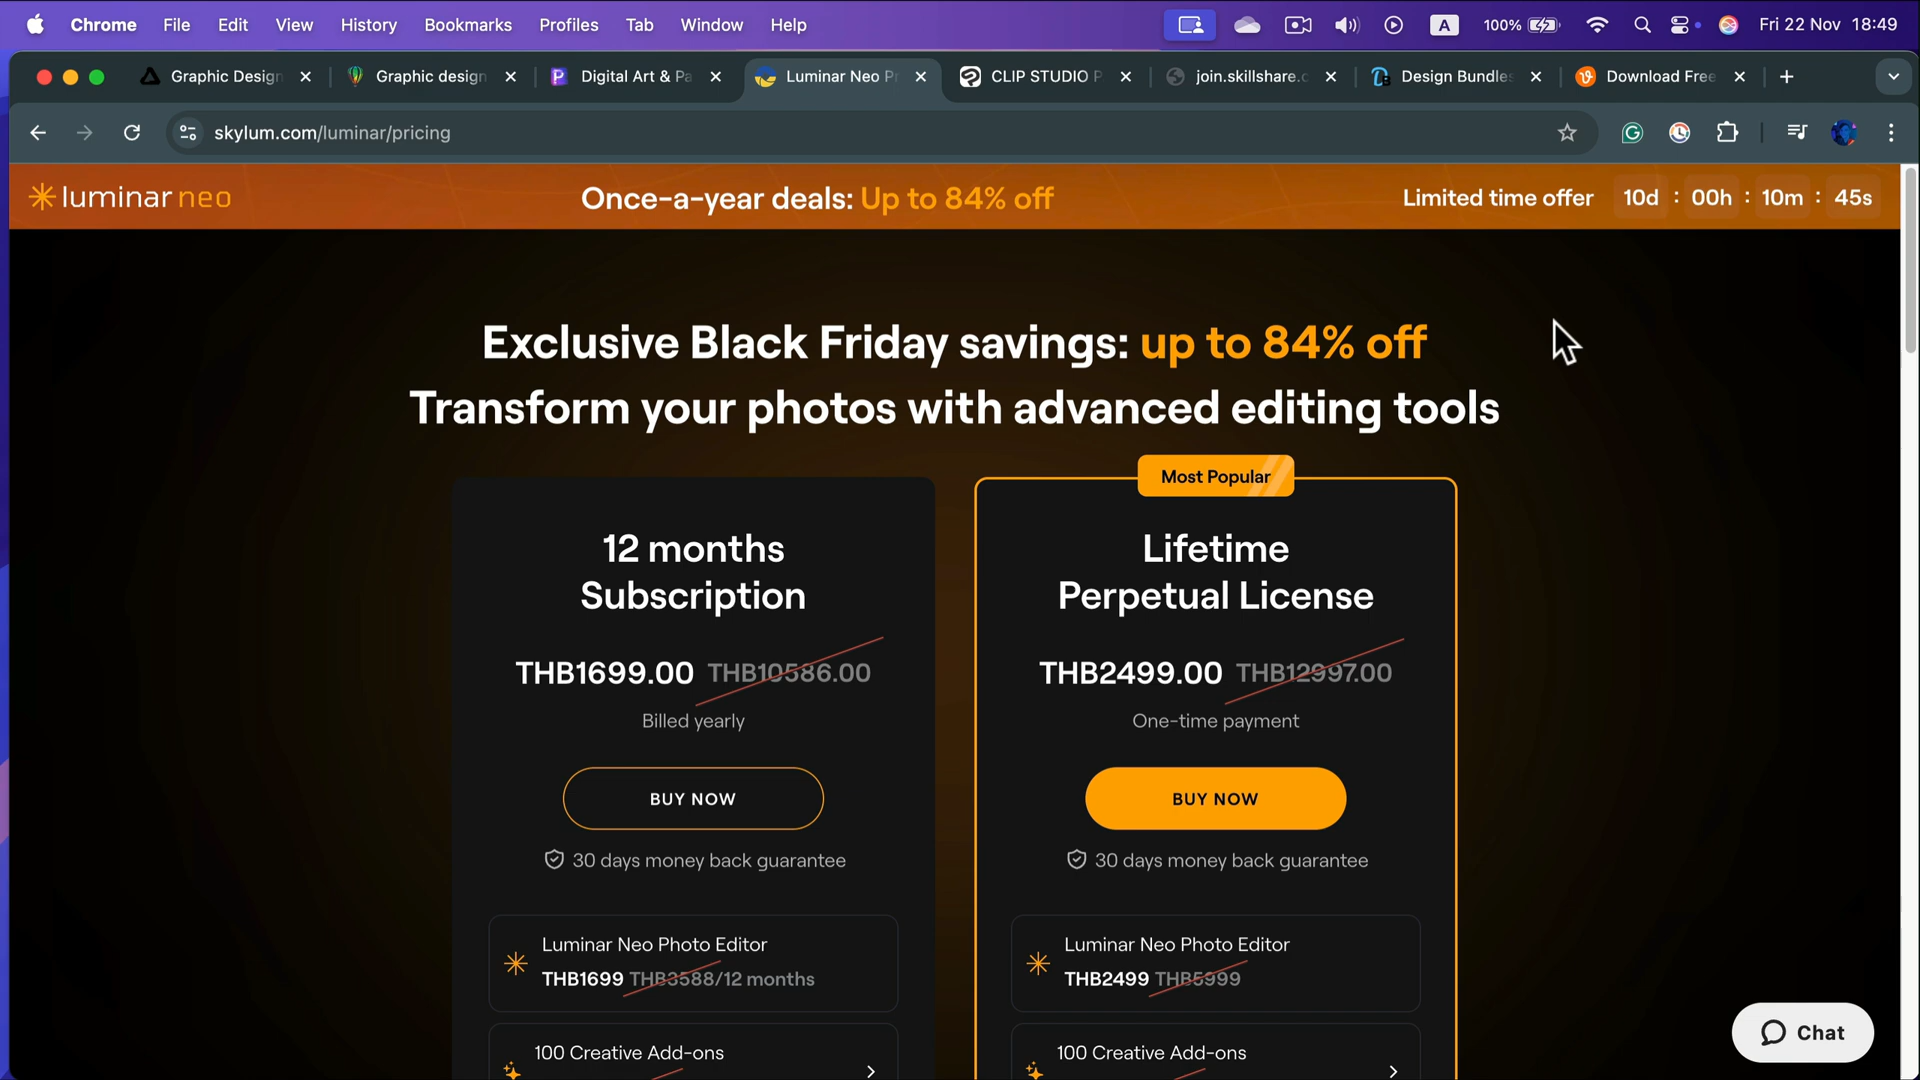 Chrome File Edit View History Bookmarks Profiles Tab Window Help A 100% Fri 22 Nov 18:49
Graphic Design Graphic design Digital Art & Pa Luminar Neo Pr CLIP STUDIO P join.skillshare.c Design Bundles Download Free
skylum.com/luminar/pricing
luminar neo Once-a-year deals: Up to 84% off Limited time offer 10d : 00h : 10m : 45s
Exclusive Black Friday savings: up to 84% off
Transform your photos with advanced editing tools
Most Popular
12 months
Subscription
THB1699.00 THB10586.00
Billed yearly
BUY NOW
30 days money back guarantee
Luminar Neo Photo Editor
THB1699 THB3588/12 months
100 Creative Add-ons
Lifetime
Perpetual License
THB2499.00 THB12997.00
One-time payment
BUY NOW
30 days money back guarantee
Luminar Neo Photo Editor
THB2499 THB5999
100 Creative Add-ons
Chat